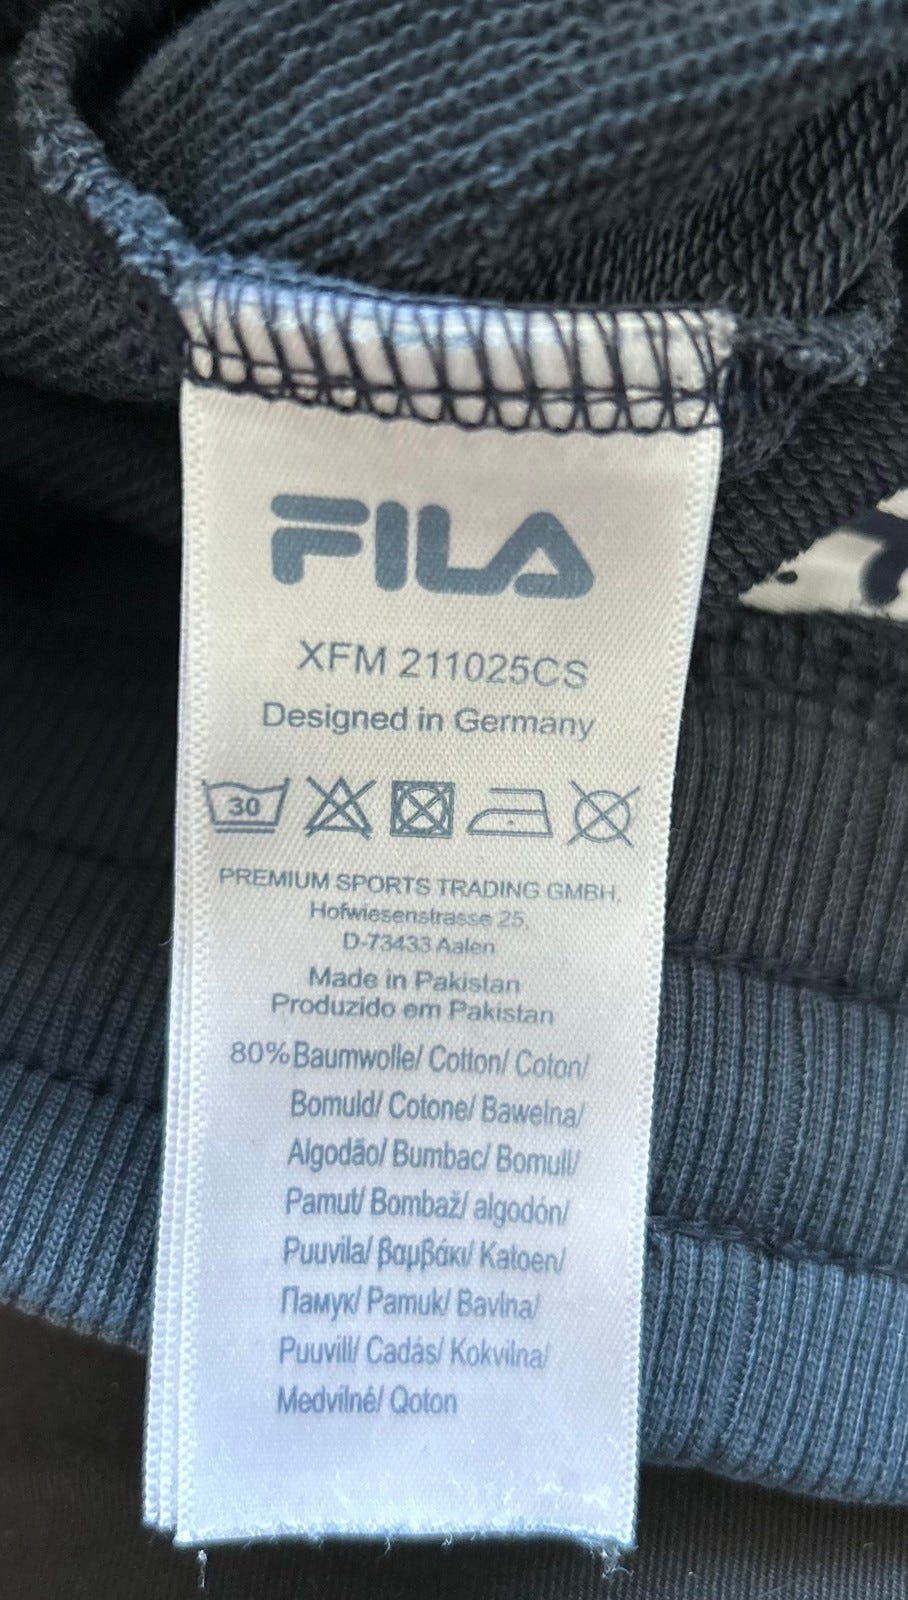 FILA
XFM 211025CS
Designed in Germany
30
PREMIUM SPORTS TRADING GMBH,
Hofwiesenstrasse 25,
D-73433 Aalen
Made in Pakistan
Produzido em Pakistan
80% Baumwolle/ Cotton/ Coton/
Bomuld/ Cotone/ Bawelna/
Algodão/ Bumbac/ Bomull/
Pamut/ Bombaž/ algodón/
Puuvila/ βαμβάκι/ Katoen/
Памук/ Pamuk/ Bavlna/
Puuvill/ Cadás/ Kokvilna/
Medvilné/ Qoton